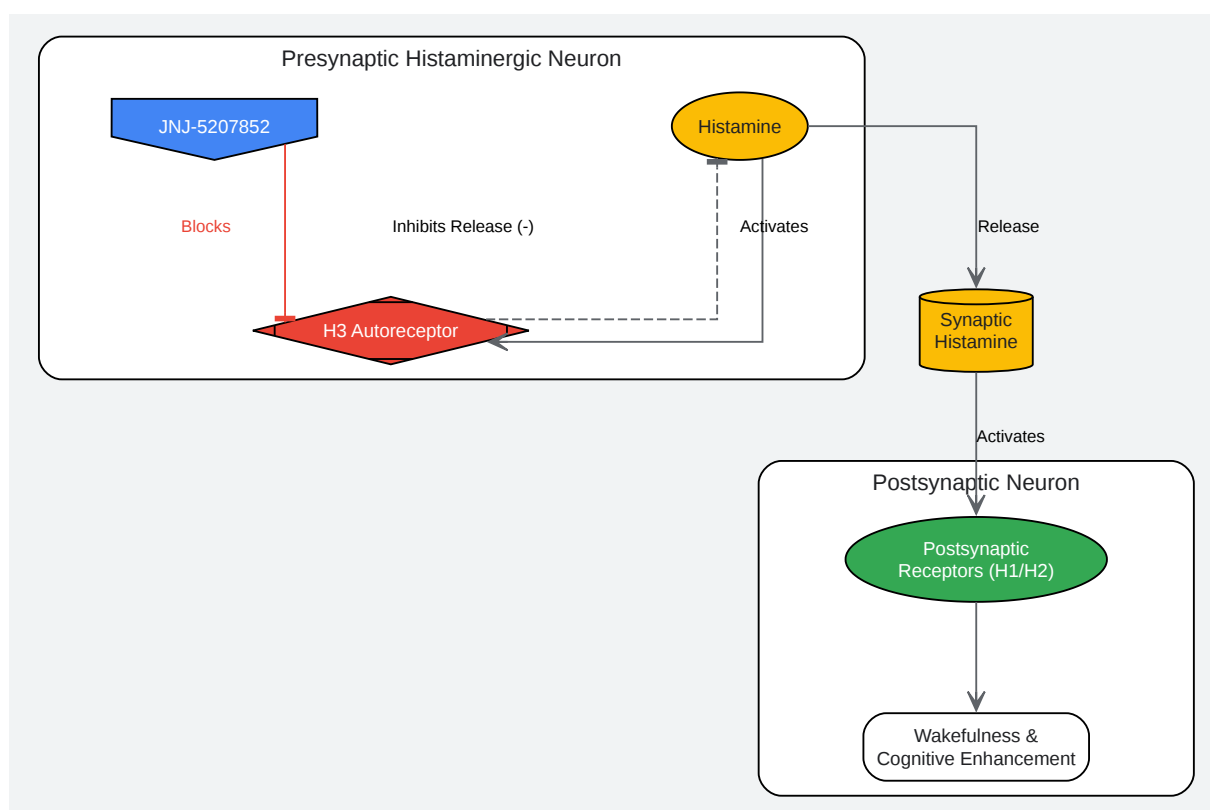 Presynaptic Histaminergic Neuron
JNJ-5207852
Histamine
Blocks
Inhibits Release (-)
Activates
Release
H3 Autoreceptor
Synaptic
Histamine
Activates
Postsynaptic Neuron
Postsynaptic
Receptors (H1/H2)
Wakefulness &
Cognitive Enhancement